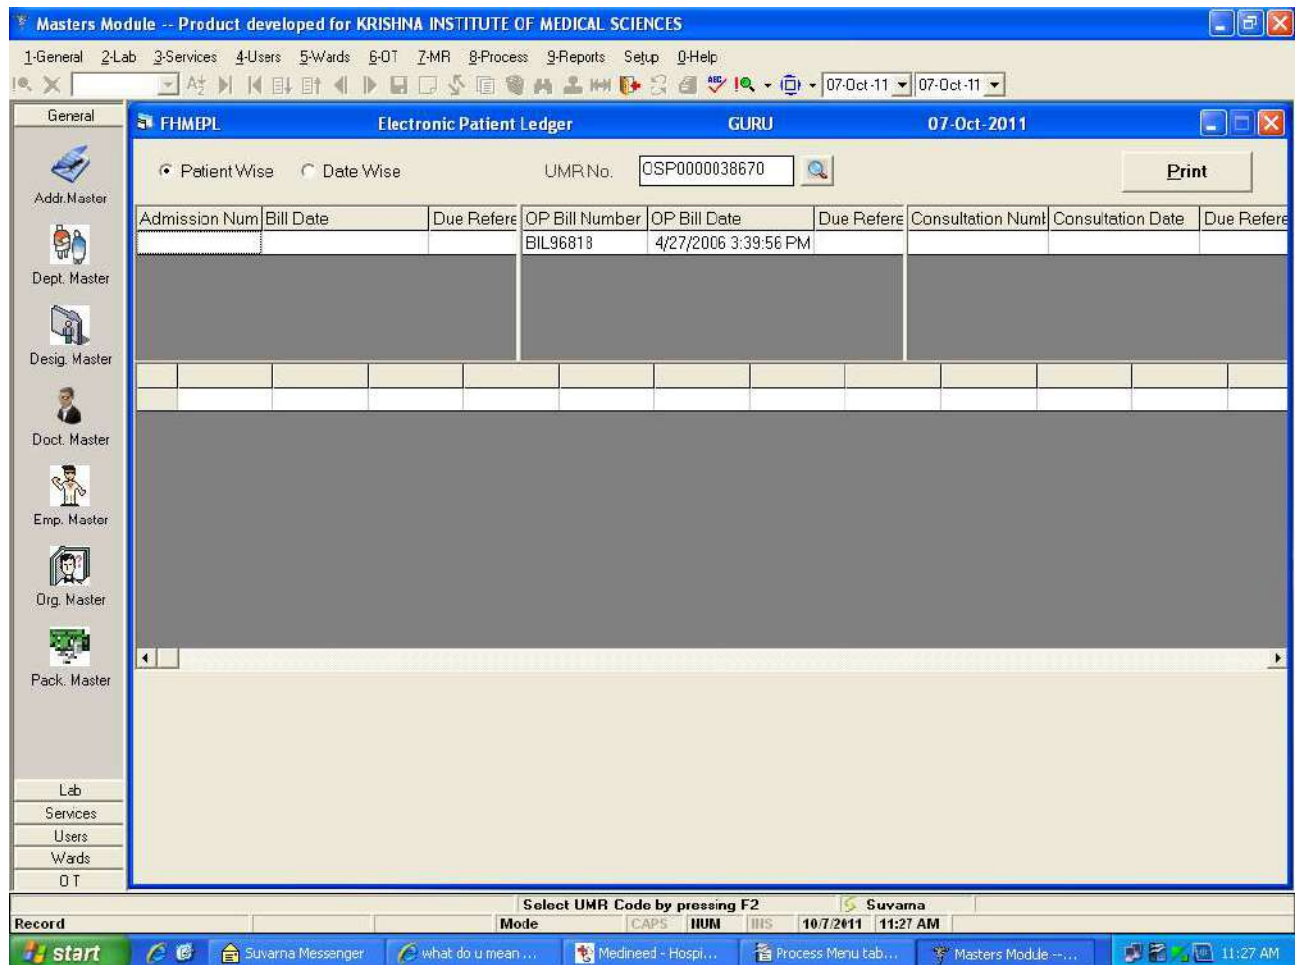 Masters Module -- Product developed for KRISHNA INSTITUTE OF MEDICAL SCIENCES
1-General 2-Lab 3-Services 4-Users 5-Wards 6-OT 7-MR 8-Process 9-Reports Setup 0-Help
07-Oct-11 07-Oct-11
General
FHMEPL Electronic Patient Ledger GURU 07-Oct-2011
Patient Wise Date Wise UMR No. OSP0000038670 Print
Addr.Master
Admission Num Bill Date Due Refere OP Bill Number OP Bill Date Due Refere Consultation Numb Consultation Date Due Refere
BIL96818 4/27/2006 3:39:56 PM
Dept. Master
Desig. Master
Doct. Master
Emp. Master
Org. Master
Pack. Master
Lab
Services
Users
Wards
OT
Select UMR Code by pressing F2 Suvarna
Record Mode CAPS NUM INS 10/7/2011 11:27 AM
start Suvarna Messenger what do u mean ... Medineed - Hospi... Process Menu tab... Masters Module --... 11:27 AM